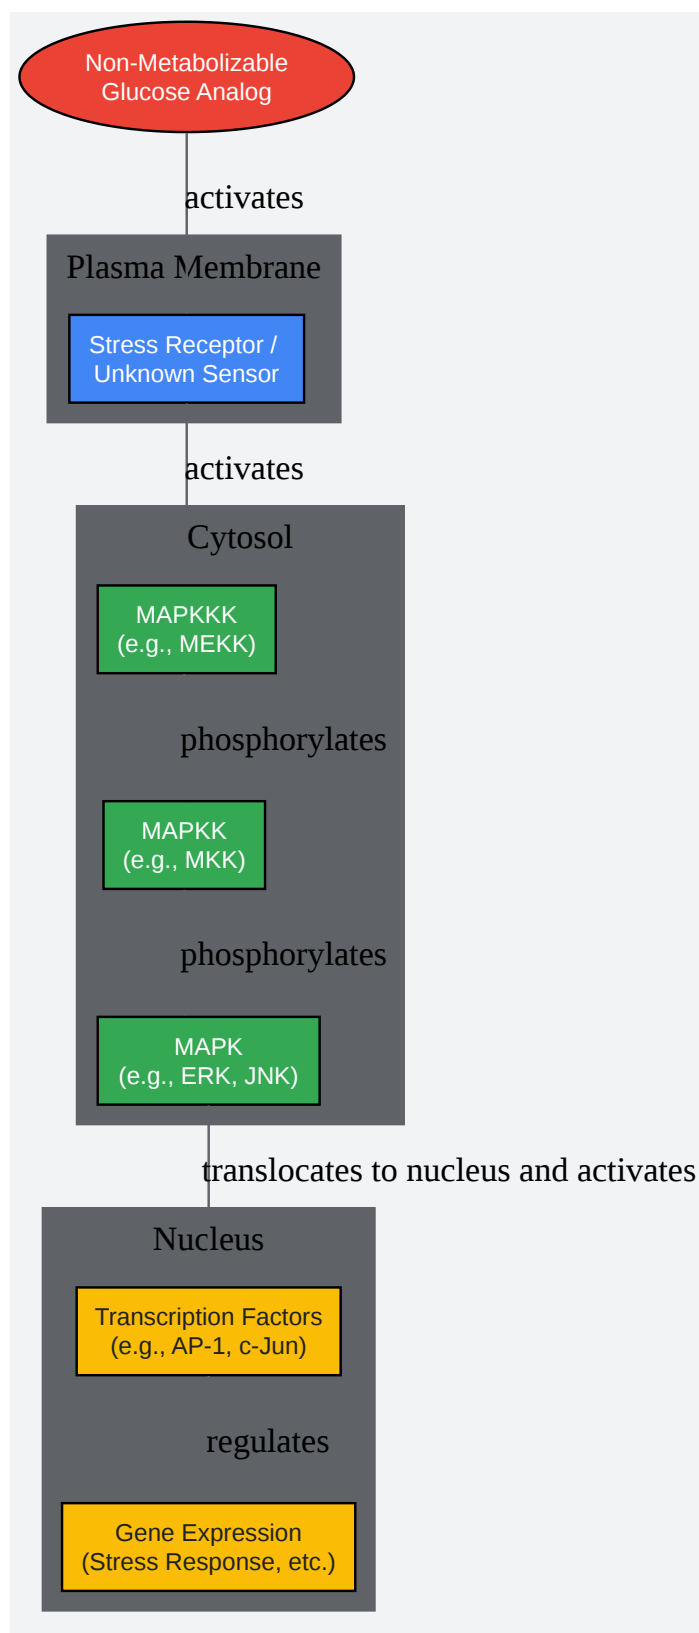 Non-Metabolizable
Glucose Analog
activates
Plasma Membrane
Stress Receptor /
Unknown Sensor
activates
Cytosol
MAPKKK
(e.g., MEKK)
phosphorylates
MAPKK
(e.g., MKK)
phosphorylates
MAPK
(e.g., ERK, JNK)
translocates to nucleus and activates
Nucleus
Transcription Factors
(e.g., AP-1, c-Jun)
regulates
Gene Expression
(Stress Response, etc.)